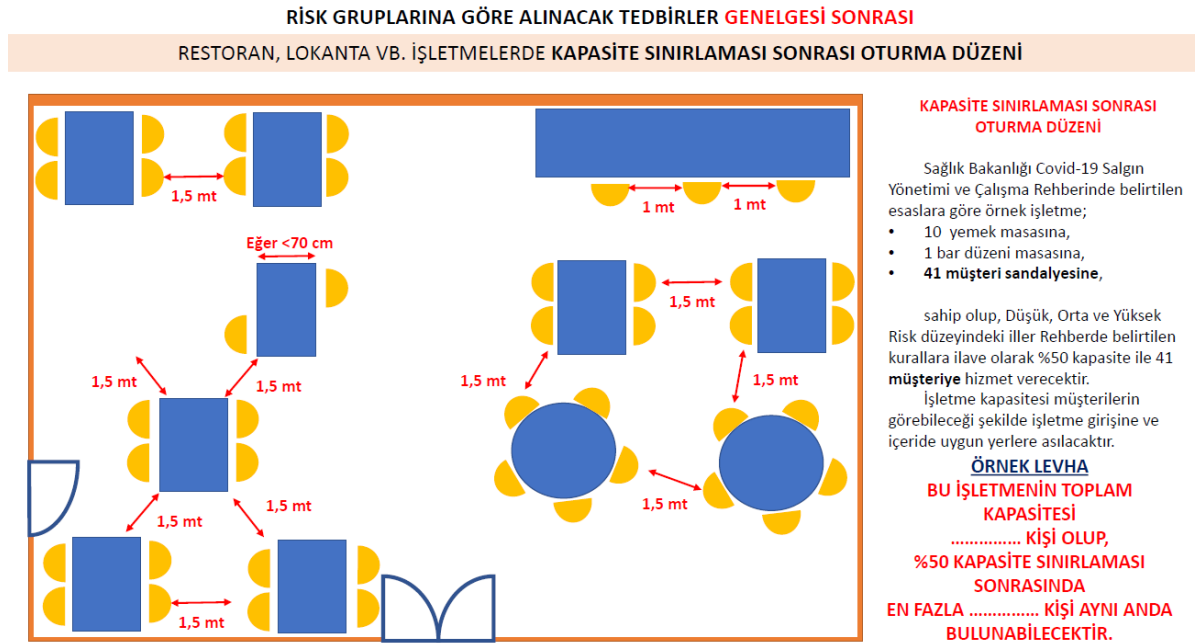 RİSK GRUPLARINA GÖRE ALINACAK TEDBİRLER GENELGESİ SONRASI
RESTORAN, LOKANTA VB. İŞLETMELERDE KAPASİTE SINIRLAMASI SONRASI OTURMA DÜZENİ
1,5 mt
1 mt
1 mt
Eğer <70 cm
1,5 mt
1,5 mt
1,5 mt
1,5 mt
1,5 mt
1,5 mt
1,5 mt
1,5 mt
1,5 mt
1,5 mt
KAPASİTE SINIRLAMASI SONRASI
OTURMA DÜZENİ
Sağlık Bakanlığı Covid-19 Salgın
Yönetimi ve Çalışma Rehberinde belirtilen
esaslara göre örnek işletme;
• 10 yemek masasına,
• 1 bar düzeni masasına,
• 41 müşteri sandalyesine,
sahip olup, Düşük, Orta ve Yüksek
Risk düzeyindeki iller Rehberde belirtilen
kurallara ilave olarak %50 kapasite ile 41
müşteriye hizmet verecektir.
İşletme kapasitesi müşterilerin
görebileceği şekilde işletme girişine ve
içeride uygun yerlere asılacaktır.
ÖRNEK LEVHA
BU İŞLETMENİN TOPLAM
KAPASİTESİ
............... KİŞİ OLUP,
%50 KAPASİTE SINIRLAMASI
SONRASINDA
EN FAZLA ............... KİŞİ AYNI ANDA
BULUNABİLECEKTİR.